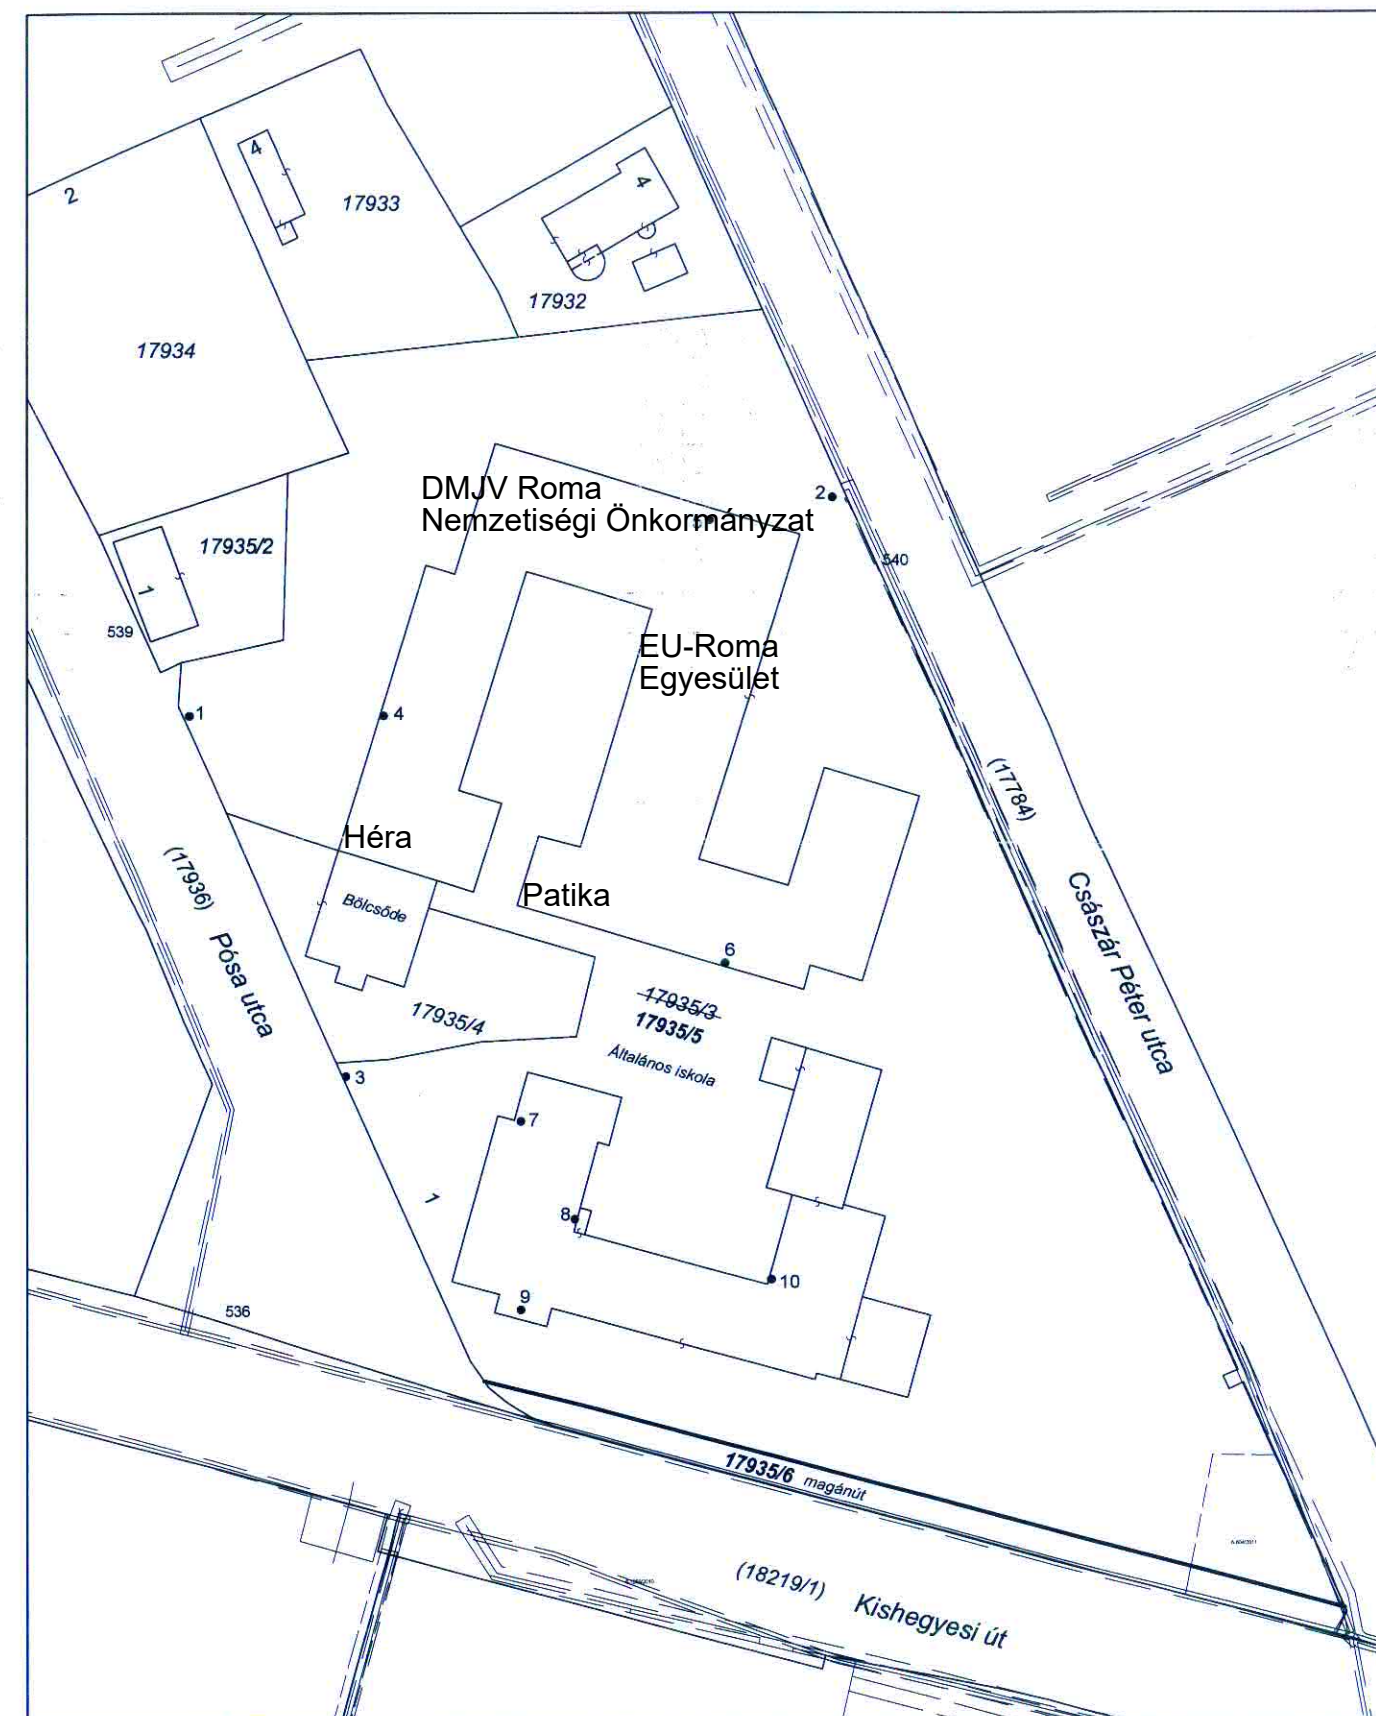 4
2
17933
4
17932
17934
DMJV Roma
Nemzetiségi Önkormányzat
2
5
17935/2
540
1
539
EU-Roma
Egyesület
1
4
(17784)
Héra
(17936) Pósa utca
Patika
Bölcsőde
Császár Péter utca
6
17935/3
17935/4
17935/5
Általános iskola
3
7
1
8
10
9
536
17935/6 magánút
(18219/1) Kishegyesi út